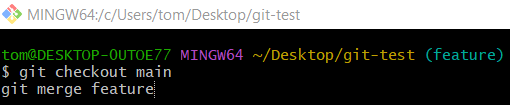 MINGW64:/c/Users/tom/Desktop/git-test
tom@DESKTOP-OUTOE77 MINGW64 ~/Desktop/git-test (feature)
$ git checkout main
git merge feature